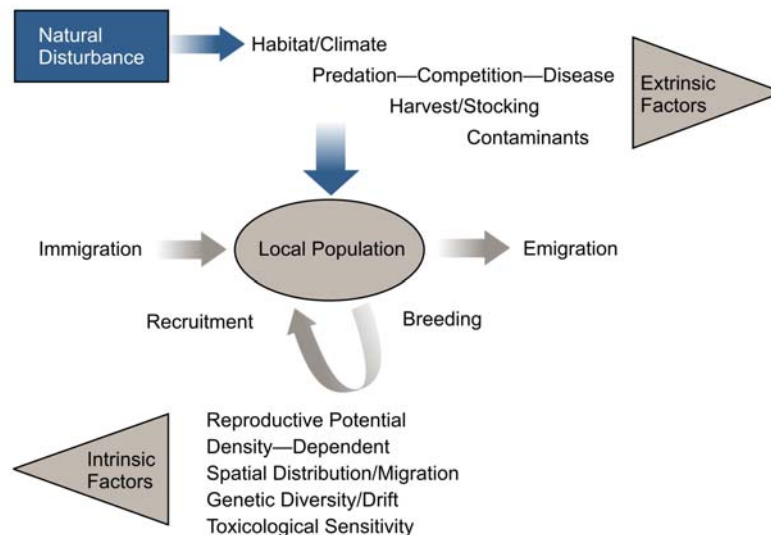 Natural
Disturbance
Habitat/Climate
Predation—Competition—Disease
Harvest/Stocking
Contaminants
Extrinsic
Factors
Immigration
Local Population
Emigration
Recruitment
Breeding
Intrinsic
Factors
Reproductive Potential
Density—Dependent
Spatial Distribution/Migration
Genetic Diversity/Drift
Toxicological Sensitivity